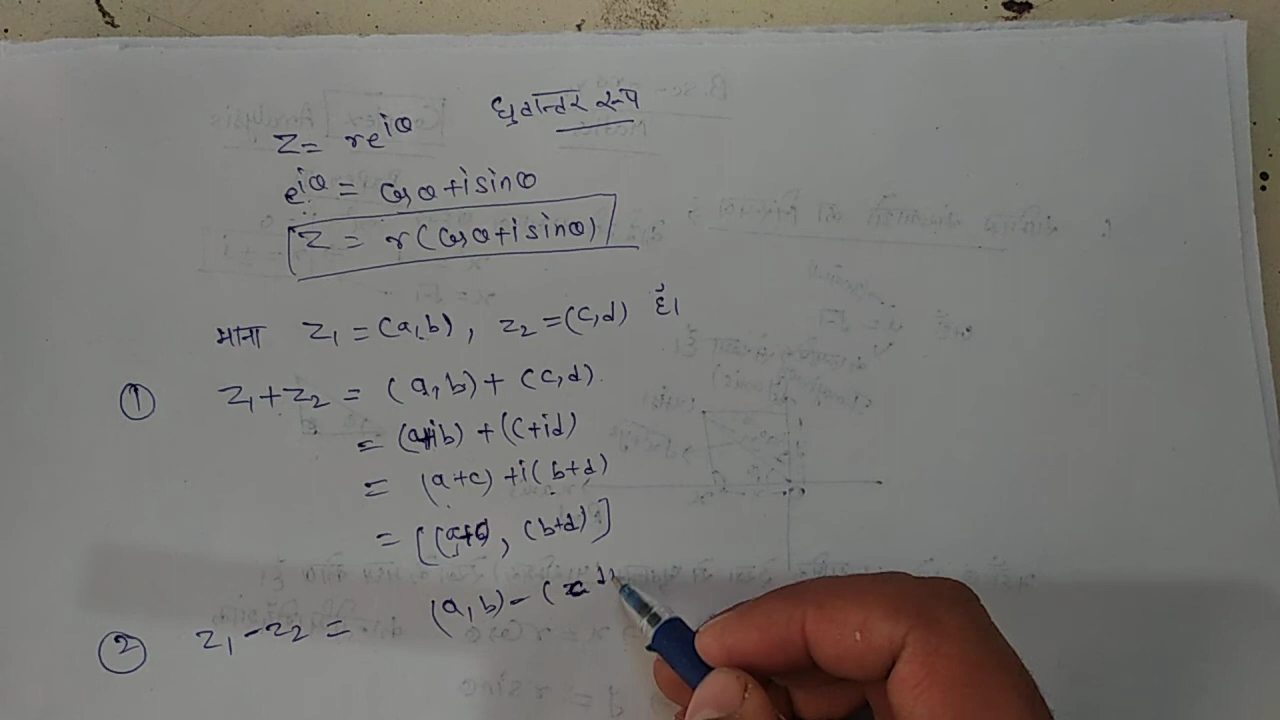 ध्रुवान्तर रूप
z = re^{iθ}
e^{iθ} = cosθ+isinθ
z = r(cosθ+isinθ)
माना z₁ = (a,b), z₂ = (c,d) है।
① z₁+z₂ = (a,b) + (c,d).
= (a+ib) + (c+id)
= (a+c) +i(b+d)
= [(a+c), (b+d)]
② z₁-z₂ = (a,b) - (